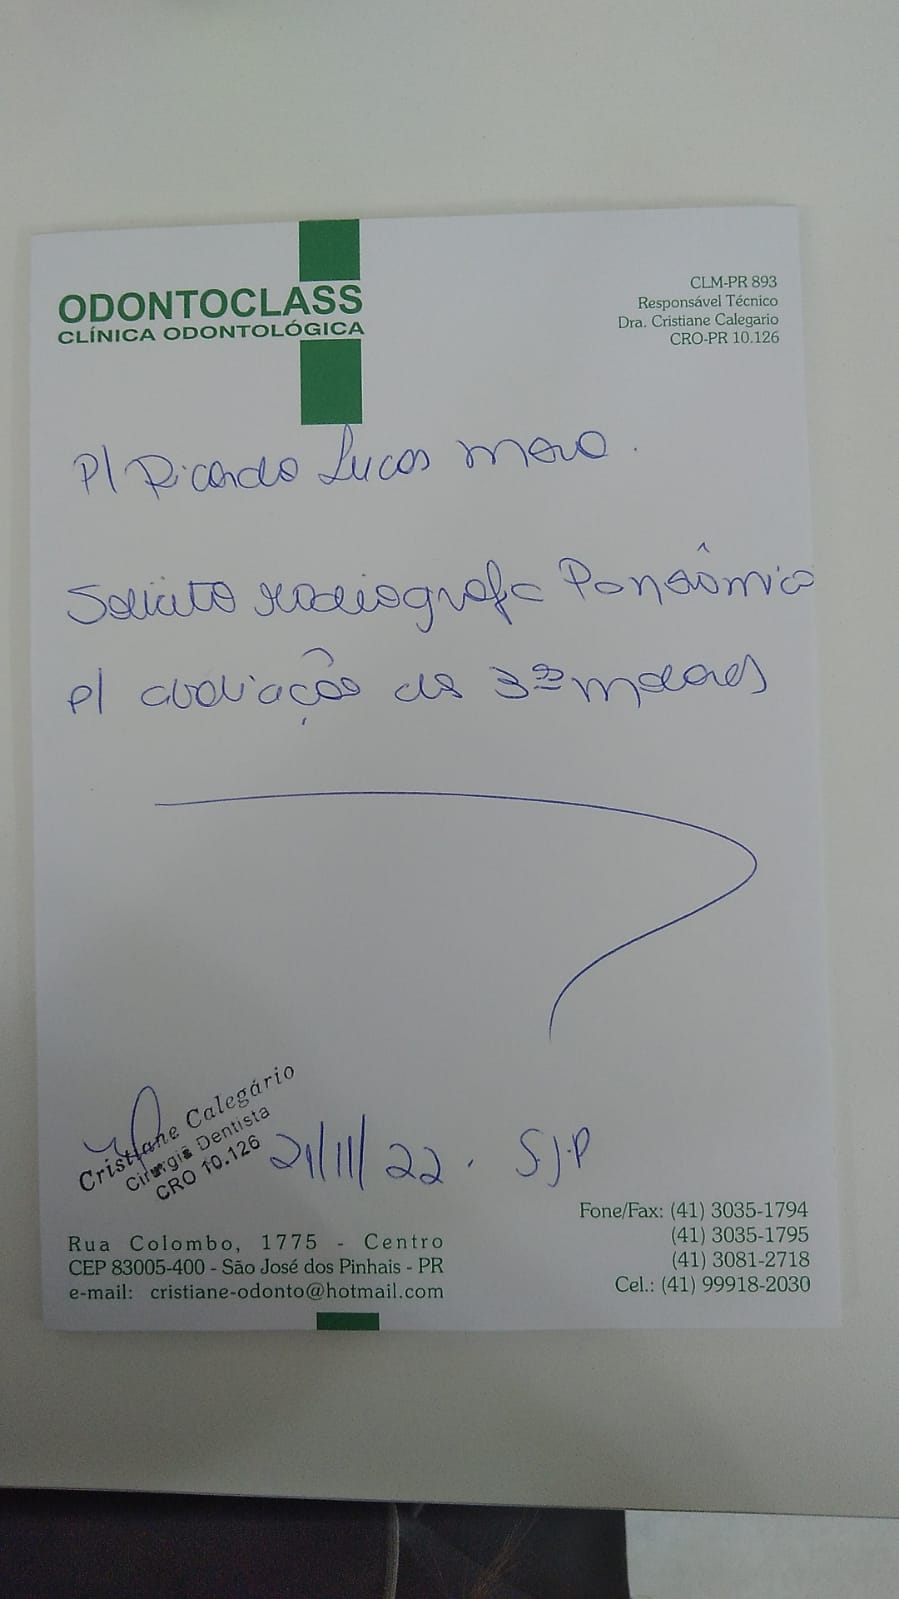 ODONTOCLASS
CLÍNICA ODONTOLÓGICA
CLM-PR 893
Responsável Técnico
Dra. Cristiane Calegario
CRO-PR 10.126
P/ Ricardo Lucas Moro.
Solicito radiografia Panorâmica
p/ avaliação de 3ºs molares
Cristiane Calegário
Cirurgiã Dentista
CRO 10.126
21/11/22. SJP
Rua Colombo, 1775 - Centro
CEP 83005-400 - São José dos Pinhais - PR
e-mail: cristiane-odonto@hotmail.com
Fone/Fax: (41) 3035-1794
(41) 3035-1795
(41) 3081-2718
Cel.: (41) 99918-2030